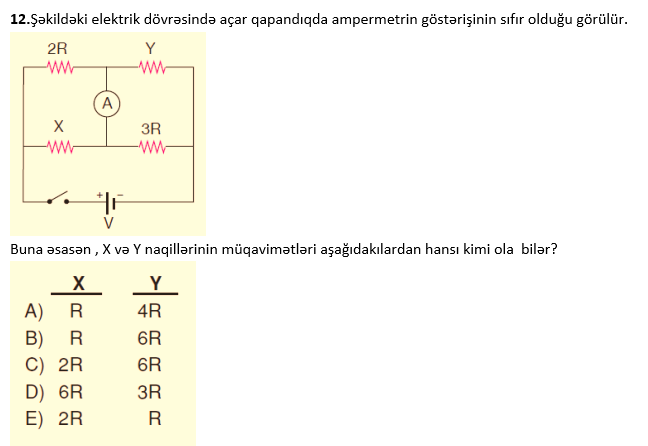 12.Şəkildəki elektrik dövrəsində açar qapandıqda ampermetrin göstərişinin sıfır olduğu görülür.
2R Y
A
X 3R
+ −
V
Buna əsasən , X və Y naqillərinin müqavimətləri aşağıdakılardan hansı kimi ola bilər?
X Y
A) R 4R
B) R 6R
C) 2R 6R
D) 6R 3R
E) 2R R